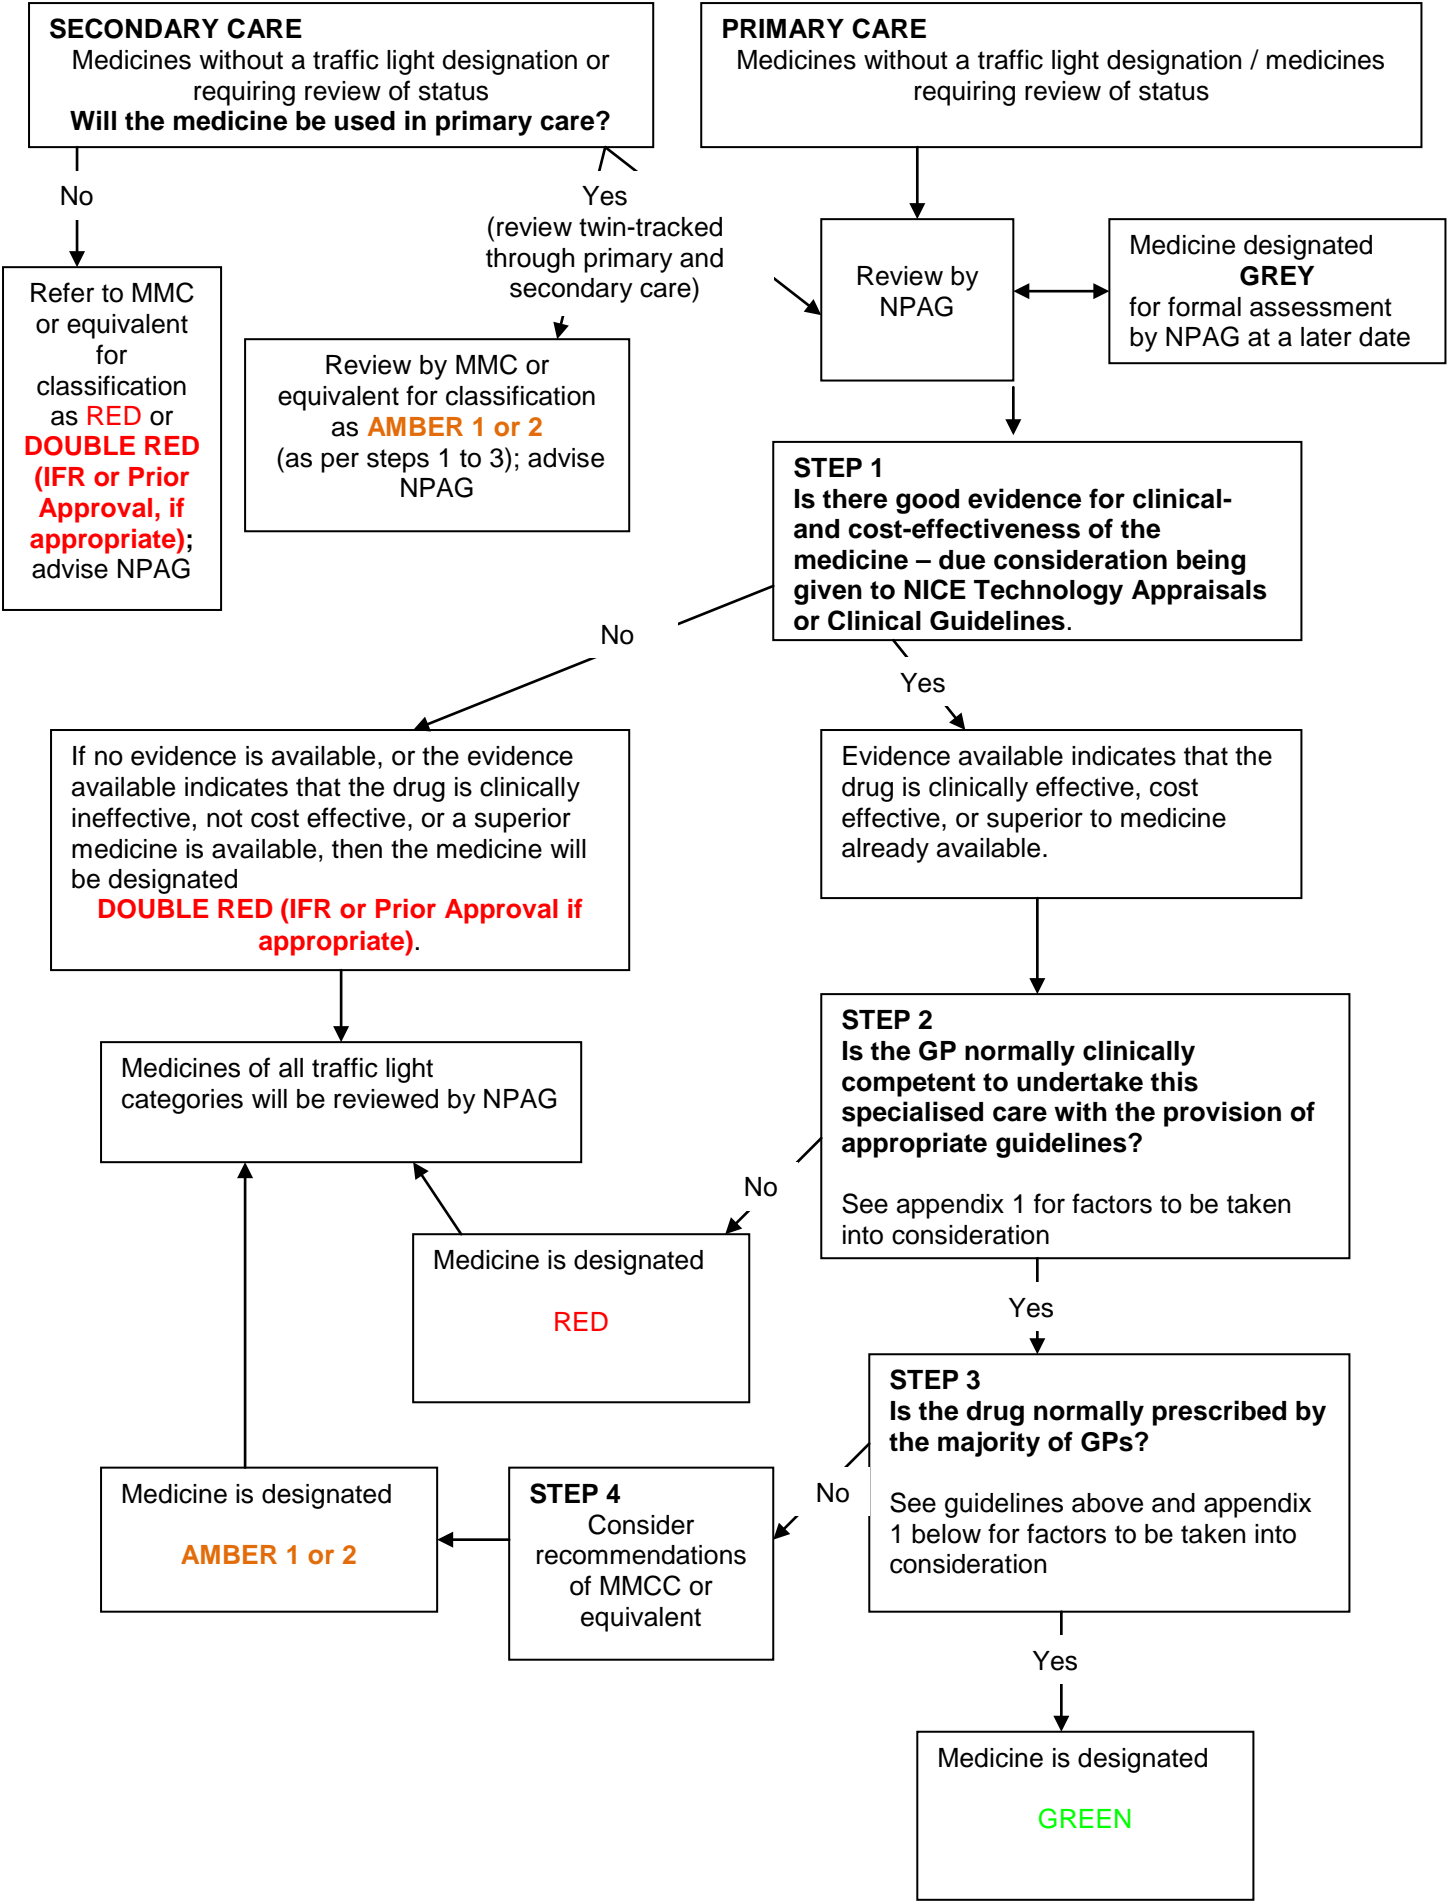 SECONDARY CARE
Medicines without a traffic light designation or
requiring review of status
Will the medicine be used in primary care?
PRIMARY CARE
Medicines without a traffic light designation / medicines
requiring review of status
No
Yes
(review twin-tracked
through primary and
secondary care)
Review by
NPAG
Medicine designated
GREY
for formal assessment
by NPAG at a later date
Refer to MMC
or equivalent
for
classification
as RED or
DOUBLE RED
(IFR or Prior
Approval, if
appropriate);
advise NPAG
Review by MMC or
equivalent for classification
as AMBER 1 or 2
(as per steps 1 to 3); advise
NPAG
STEP 1
Is there good evidence for clinical-
and cost-effectiveness of the
medicine – due consideration being
given to NICE Technology Appraisals
or Clinical Guidelines.
No
Yes
If no evidence is available, or the evidence
available indicates that the drug is clinically
ineffective, not cost effective, or a superior
medicine is available, then the medicine will
be designated
DOUBLE RED (IFR or Prior Approval if
appropriate).
Evidence available indicates that the
drug is clinically effective, cost
effective, or superior to medicine
already available.
STEP 2
Is the GP normally clinically
competent to undertake this
specialised care with the provision of
appropriate guidelines?
See appendix 1 for factors to be taken
into consideration
Medicines of all traffic light
categories will be reviewed by NPAG
No
Medicine is designated
RED
Yes
STEP 3
Is the drug normally prescribed by
the majority of GPs?
See guidelines above and appendix
1 below for factors to be taken into
consideration
No
STEP 4
Consider
recommendations
of MMCC or
equivalent
Medicine is designated
AMBER 1 or 2
Yes
Medicine is designated
GREEN